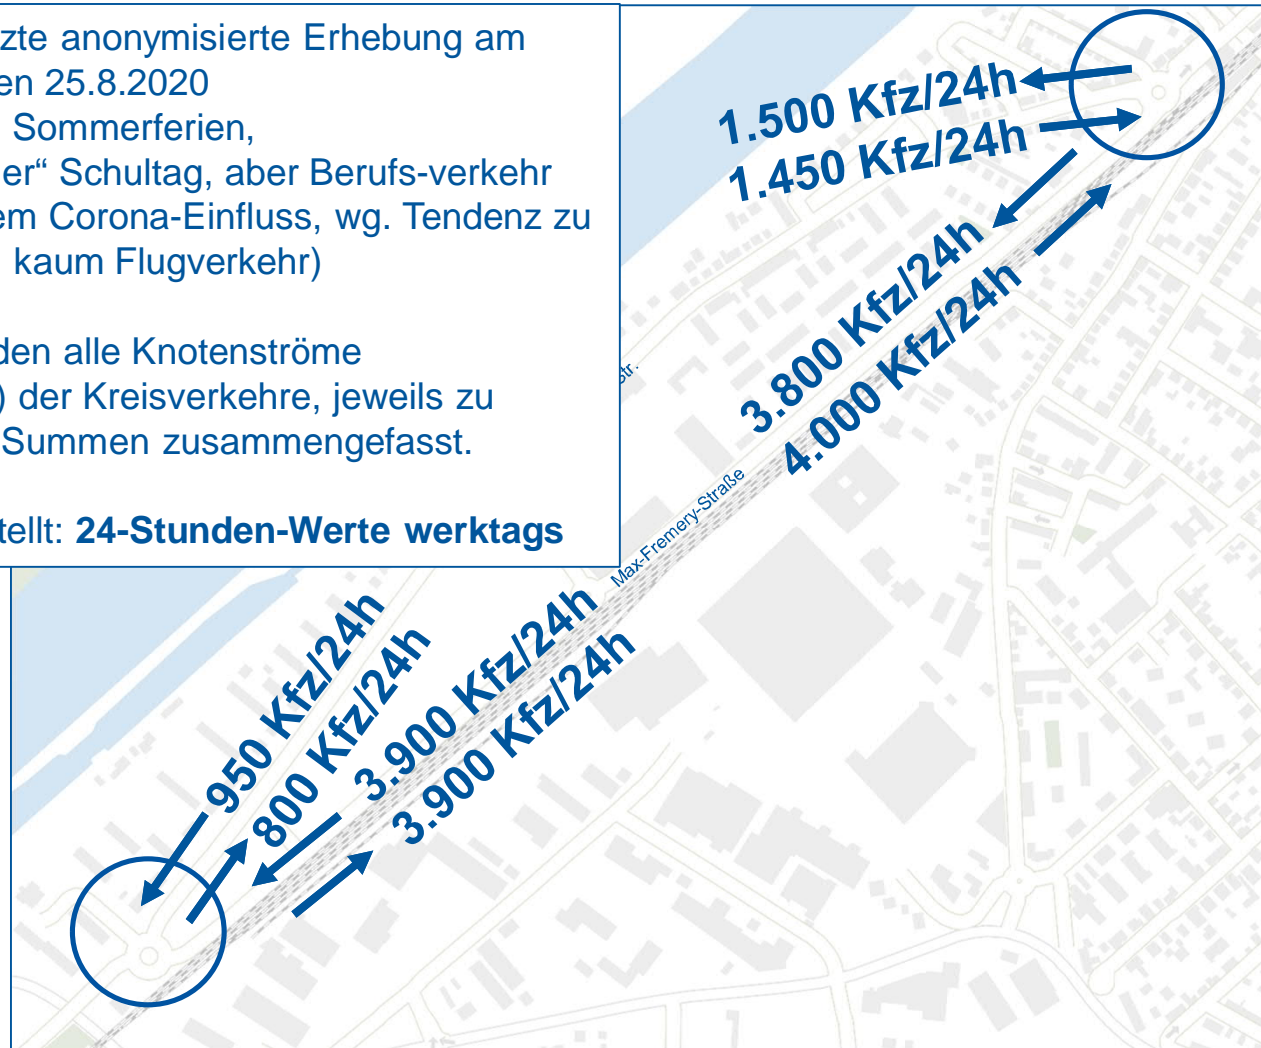 zte anonymisierte Erhebung am
en 25.8.2020
Sommerferien,
er“ Schultag, aber Berufs-verkehr
em Corona-Einfluss, wg. Tendenz zu
kaum Flugverkehr)
den alle Knotenströme
) der Kreisverkehre, jeweils zu
Summen zusammengefasst.
tellt: 24-Stunden-Werte werktags
1.500 Kfz/24h
1.450 Kfz/24h
3.800 Kfz/24h
4.000 Kfz/24h
Str.
Max-Fremery-Straße
950 Kfz/24h
800 Kfz/24h
3.900 Kfz/24h
3.900 Kfz/24h